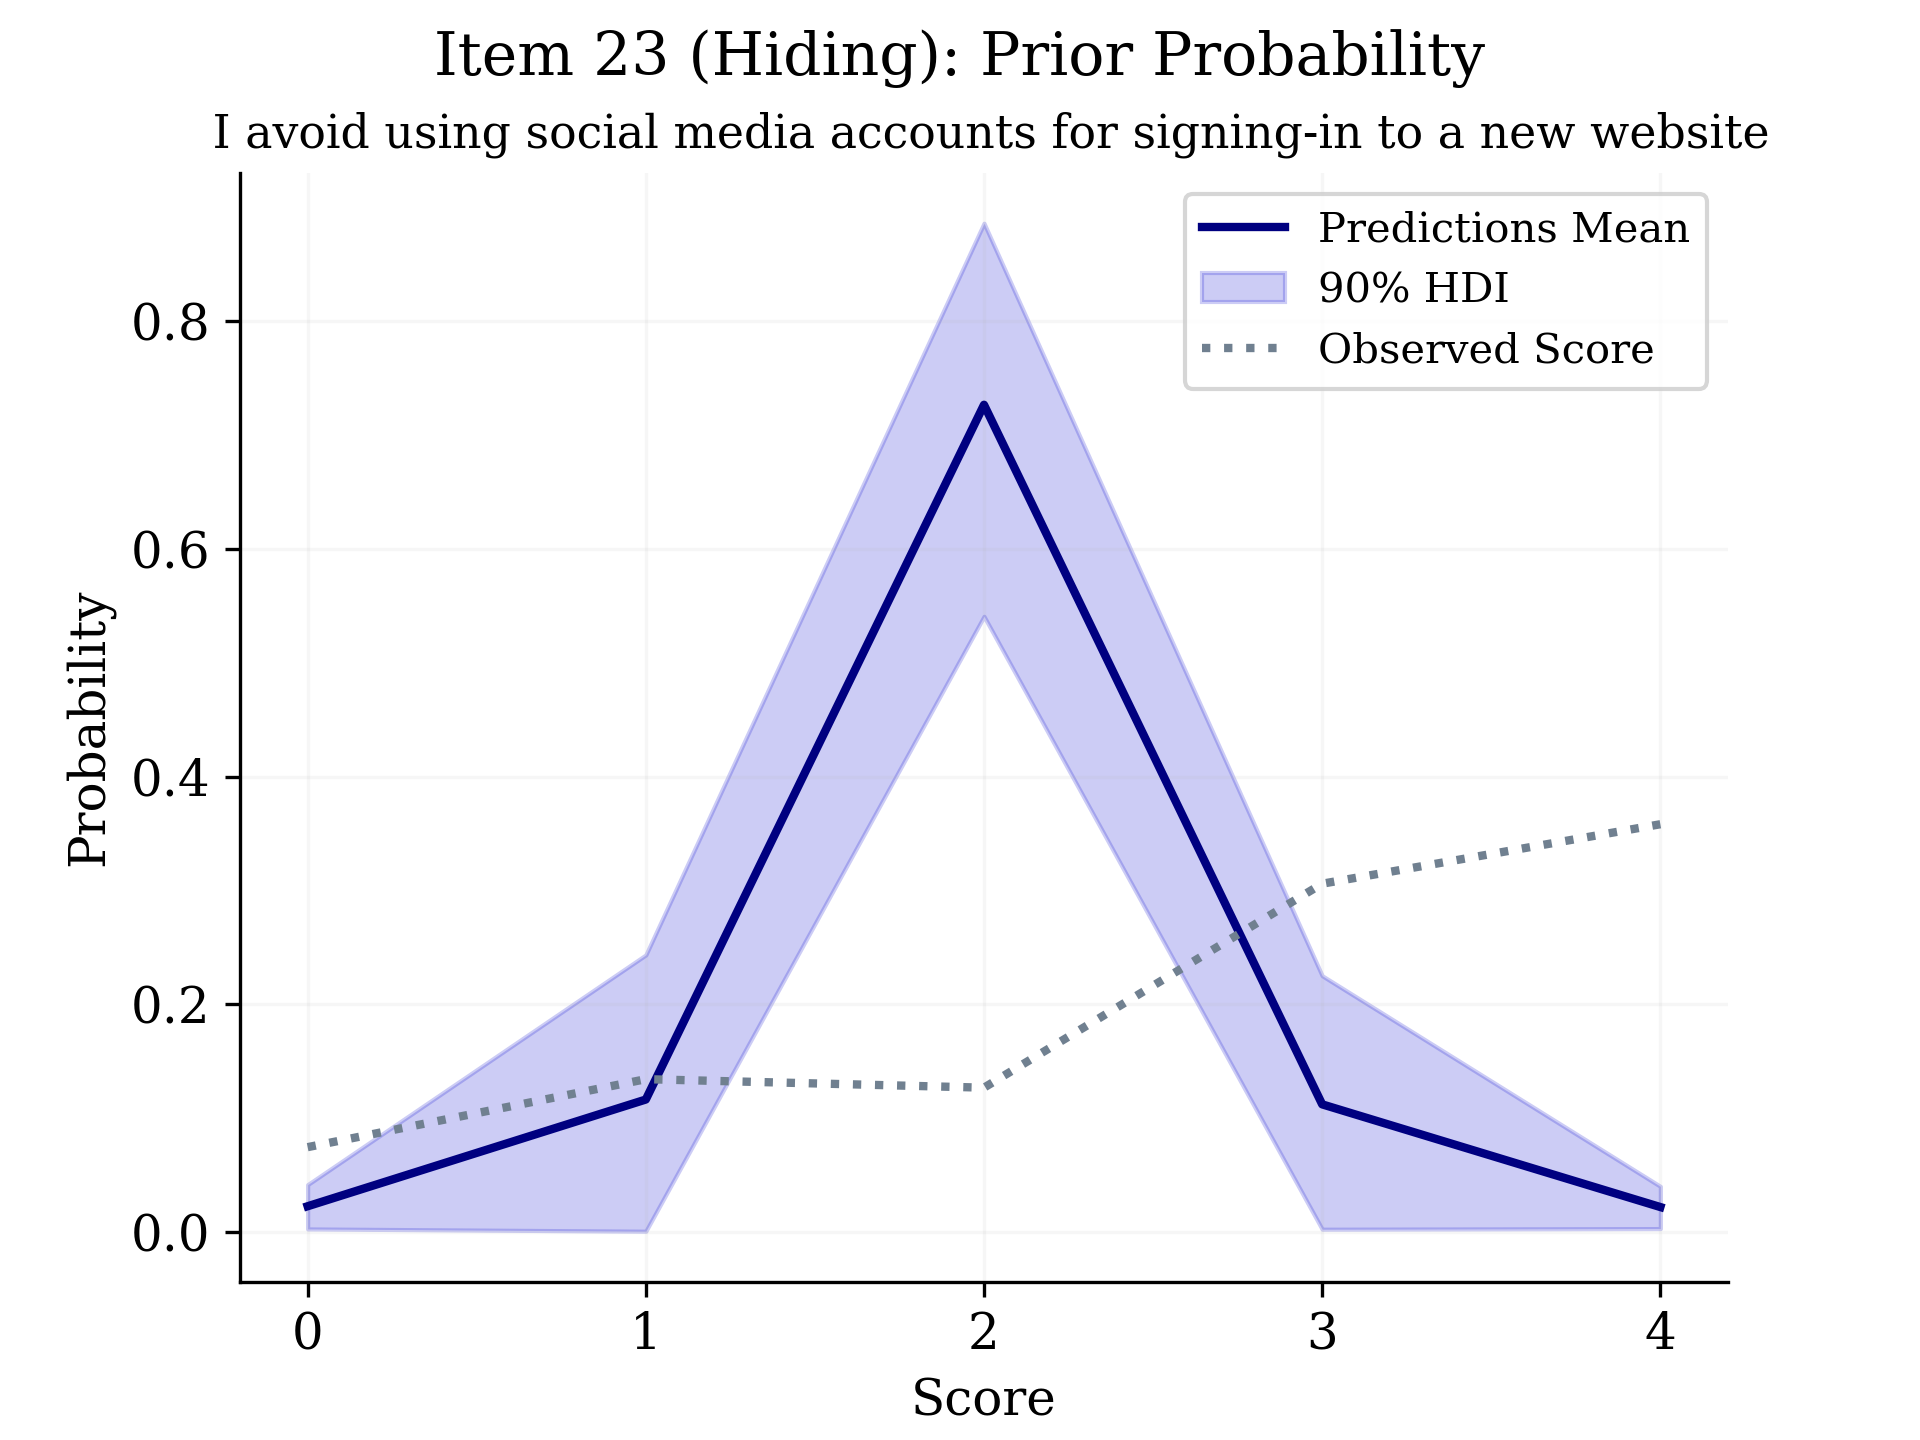 Item 23 (Hiding): Prior Probability
I avoid using social media accounts for signing-in to a new website
Predictions Mean
90% HDI
Observed Score
Probability
0.8
0.6
0.4
0.2
0.0
0 1 2 3 4
Score